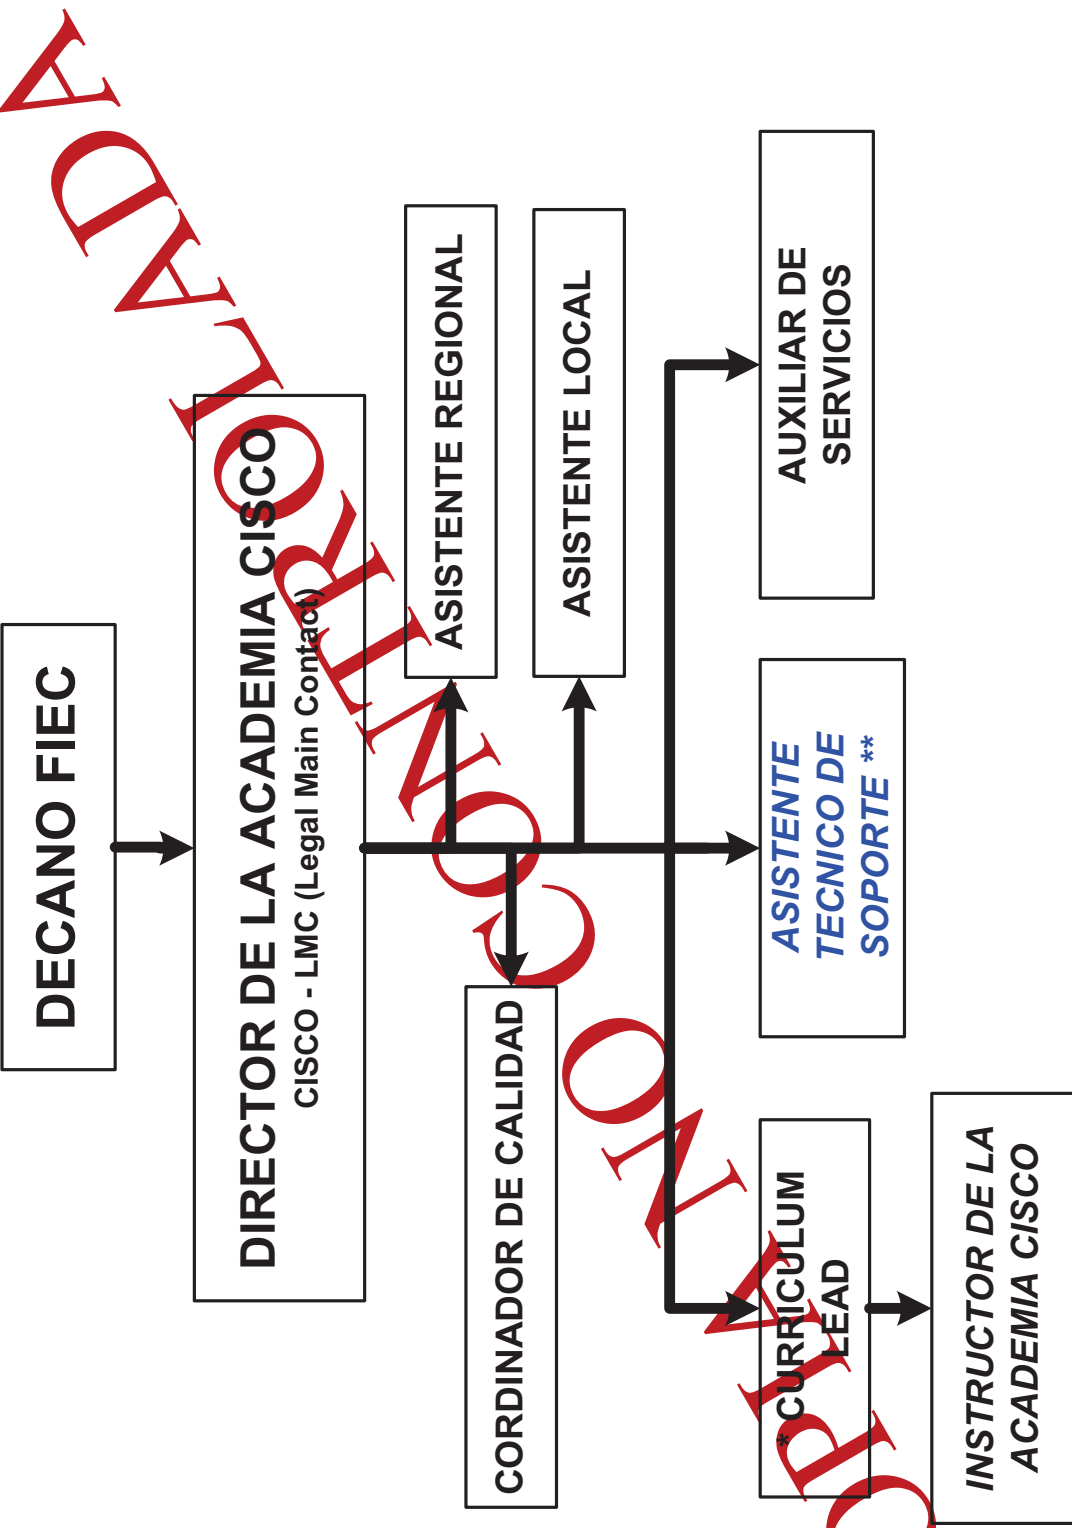 DECANO FIEC
DIRECTOR DE LA ACADEMIA CISCO
CISCO - LMC (Legal Main Contact)
ASISTENTE REGIONAL
CORDINADOR DE CALIDAD
ASISTENTE LOCAL
* CURRICULUM
LEAD
ASISTENTE
TECNICO DE
SOPORTE **
AUXILIAR DE
SERVICIOS
INSTRUCTOR DE LA
ACADEMIA CISCO
COPIA NO CONTROLADA